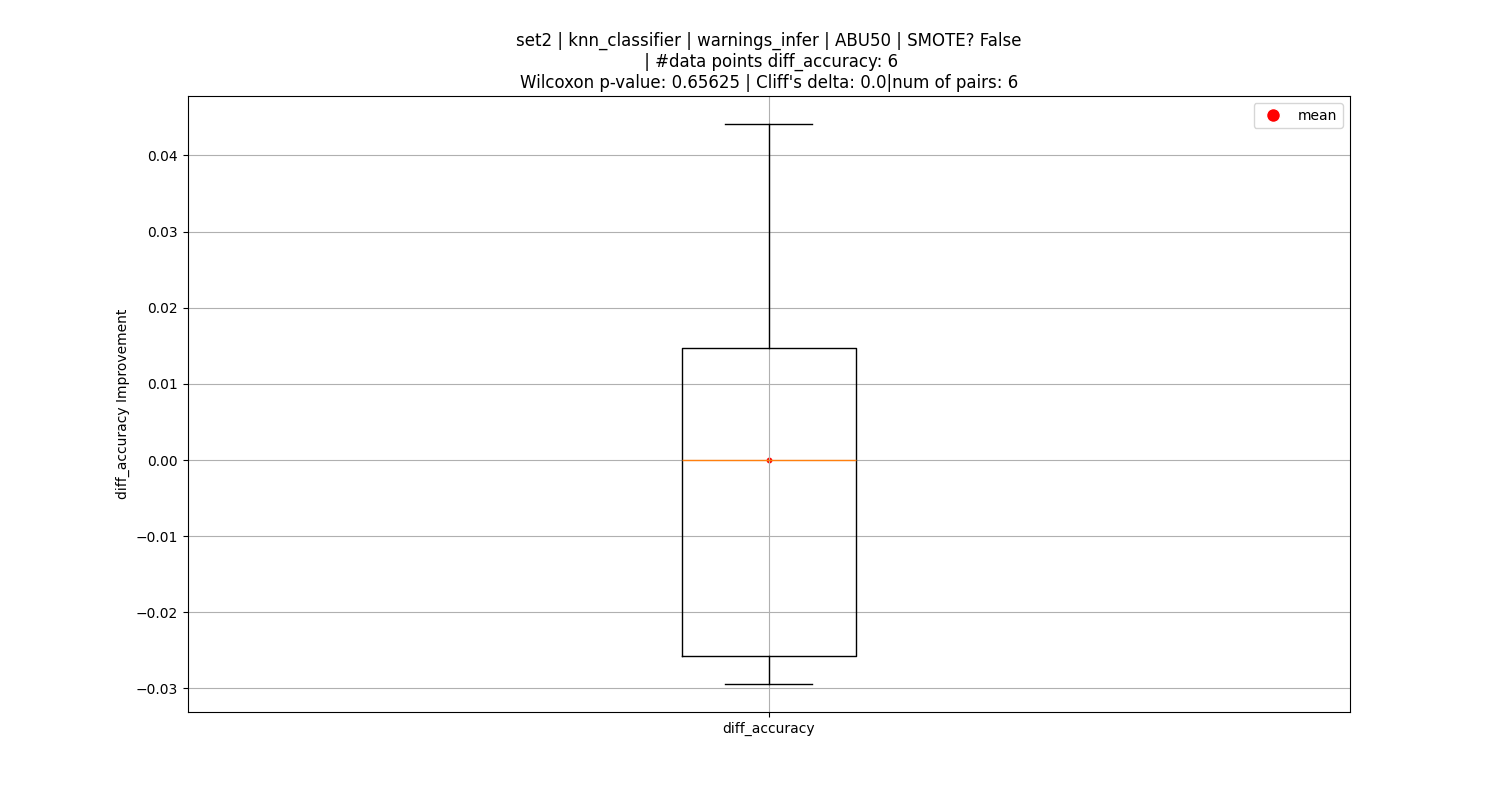 set2 | knn_classifier | warnings_infer | ABU50 | SMOTE? False
| #data points diff_accuracy: 6
Wilcoxon p-value: 0.65625 | Cliff's delta: 0.0|num of pairs: 6
mean
0.04
0.03
0.02
0.01
0.00
−0.01
−0.02
−0.03
diff_accuracy Improvement
diff_accuracy